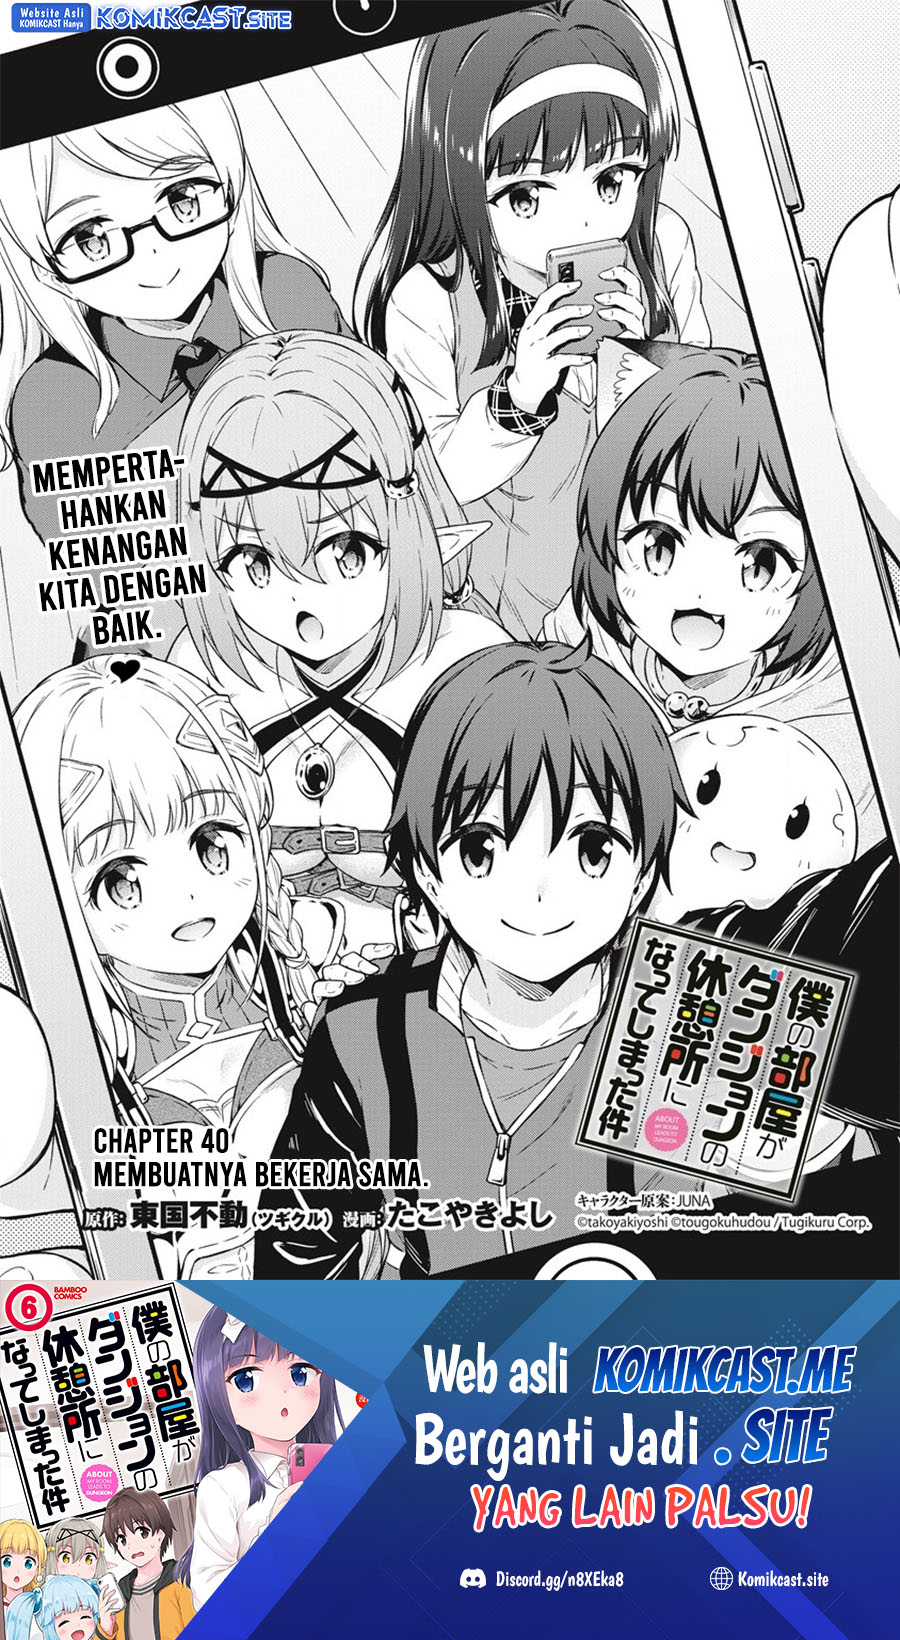 Website Asli
KOMIKCAST Hanya
KOMIKCAST.SITE
MEMPERTA-
HANKAN
KENANGAN
KITA DENGAN
BAIK.
僕の部屋が
ダンジョンの
休憩所に
なってしまった件
ABOUT
MY ROOM
LEADS TO
DUNGEON
CHAPTER 40
MEMBUATNYA BEKERJA SAMA.
原作:東国不動(ツギクル) 漫画:たこやきよし
キャラクター原案:JUNA
©takoyakiyoshi ©tougokuhudou / Tugikuru Corp.
6
BAMBOO
COMICS
僕の部屋が
ダンジョンの
休憩所に
なってしまった件
ABOUT
MY ROOM
LEADS TO
DUNGEON
Web asli KOMIKCAST.ME
Berganti Jadi .SITE
YANG LAIN PALSU!
Discord.gg/n8XEka8
Komikcast.site